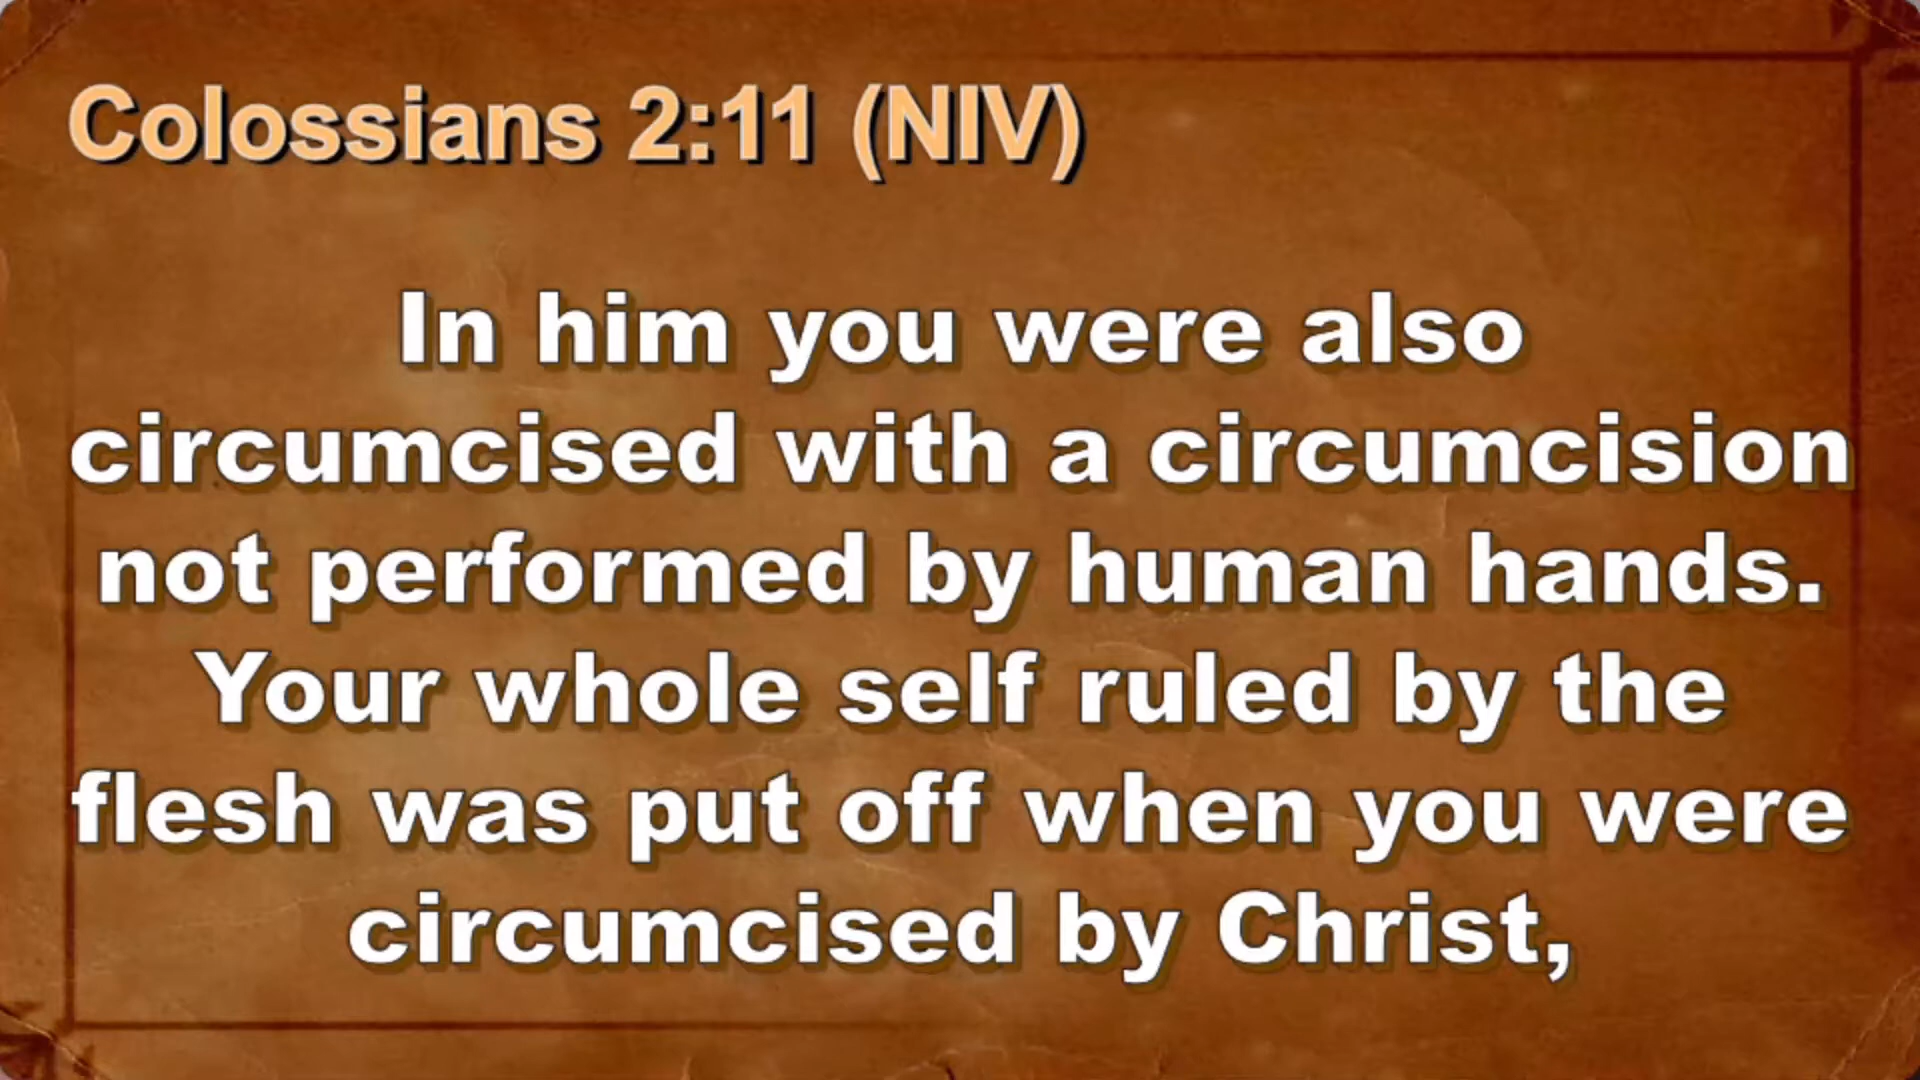 Colossians 2:11 (NIV)
In him you were also
circumcised with a circumcision
not performed by human hands.
Your whole self ruled by the
flesh was put off when you were
circumcised by Christ,